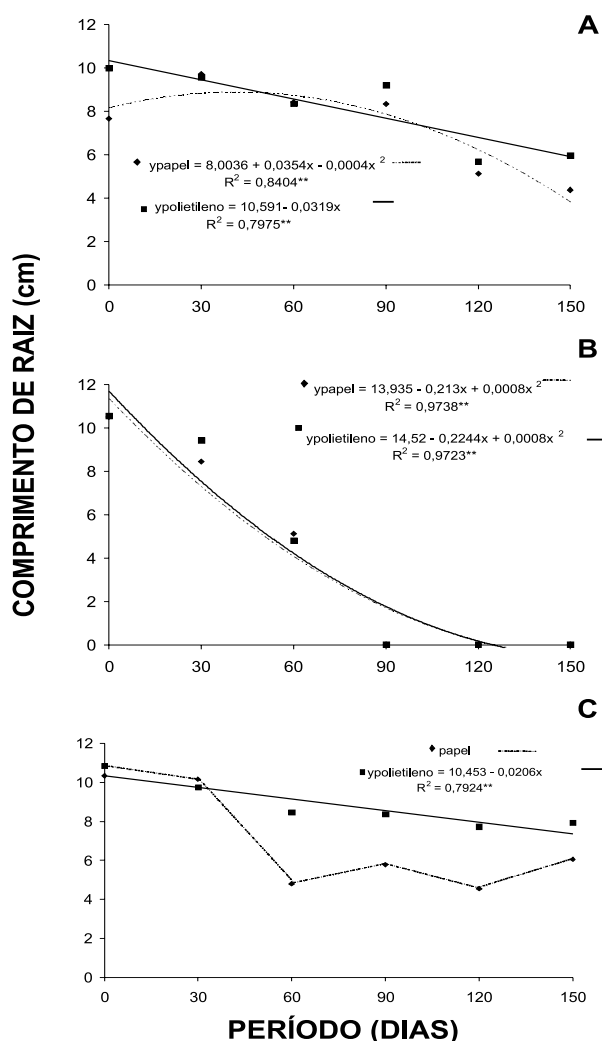 COMPRIMENTO DE RAIZ (cm)
A
12
10
8
6
4
2
0
ypapel = 8,0036 + 0,0354x - 0,0004x 2
R2 = 0,8404**
ypolietileno = 10,591- 0,0319x
R2 = 0,7975**
0 30 60 90 120 150
B
12
10
8
6
4
2
0
ypapel = 13,935 - 0,213x + 0,0008x 2
R2 = 0,9738**
ypolietileno = 14,52 - 0,2244x + 0,0008x 2
R2 = 0,9723**
0 30 60 90 120 150
C
12
10
8
6
4
2
0
papel
ypolietileno = 10,453 - 0,0206x
R2 = 0,7924**
0 30 60 90 120 150
PERÍODO (DIAS)